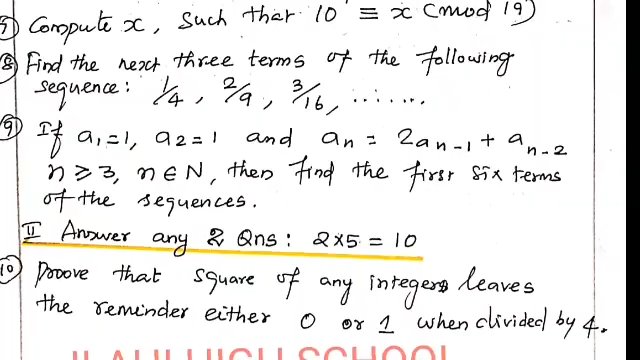 7) Compute x, such that 10 ≡ x (mod 19)
8) Find the next three terms of the following
sequence: 1/4, 2/9, 3/16, .......
9) If a1=1, a2=1 and an = 2an-1 + an-2
n ≥ 3, n ∈ N, then find the first six terms
of the sequences.
II Answer any 2 Qns: 2×5 = 10
10) Prove that square of any integers leaves
the reminder either 0 or 1 when divided by 4.